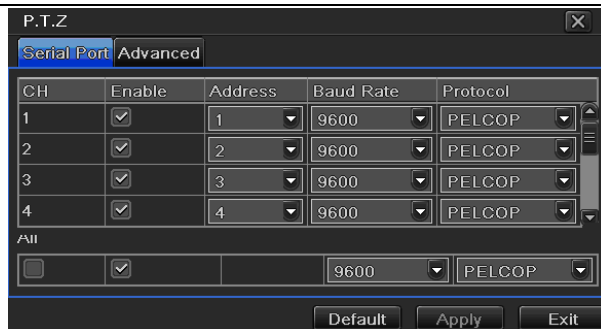 P.T.Z
Serial Port Advanced
CH Enable Address Baud Rate Protocol
1 1 9600 PELCOP
2 2 9600 PELCOP
3 3 9600 PELCOP
4 4 9600 PELCOP
All
9600 PELCOP
Default Apply Exit